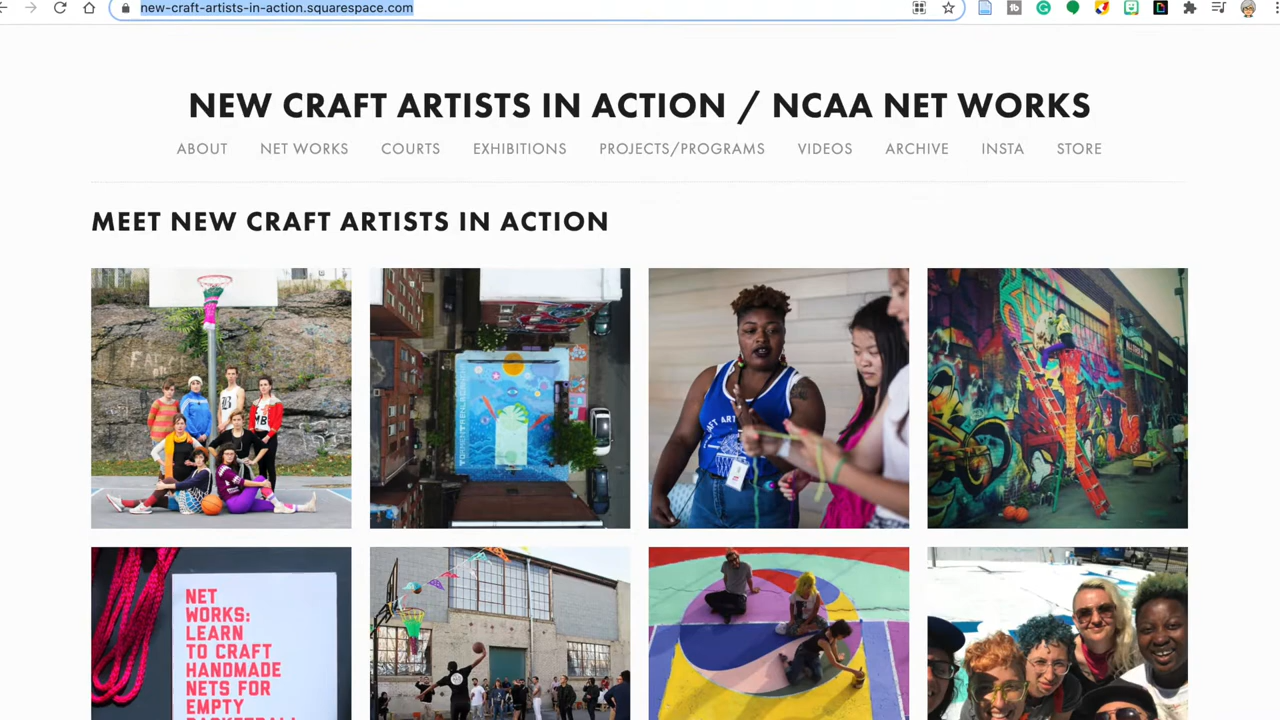 new-craft-artists-in-action.squarespace.com
NEW CRAFT ARTISTS IN ACTION / NCAA NET WORKS
ABOUT NET WORKS COURTS EXHIBITIONS PROJECTS/PROGRAMS VIDEOS ARCHIVE INSTA STORE
MEET NEW CRAFT ARTISTS IN ACTION
NET
WORKS:
LEARN
TO CRAFT
HANDMADE
NETS FOR
EMPTY